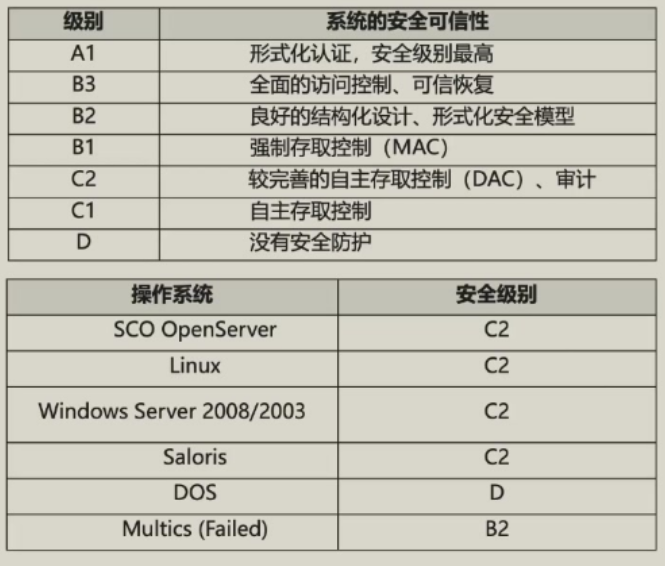 级别 系统的安全可信性
A1 形式化认证，安全级别最高
B3 全面的访问控制、可信恢复
B2 良好的结构化设计、形式化安全模型
B1 强制存取控制（MAC）
C2 较完善的自主存取控制（DAC）、审计
C1 自主存取控制
D 没有安全防护
操作系统 安全级别
SCO OpenServer C2
Linux C2
Windows Server 2008/2003 C2
Saloris C2
DOS D
Multics (Failed) B2